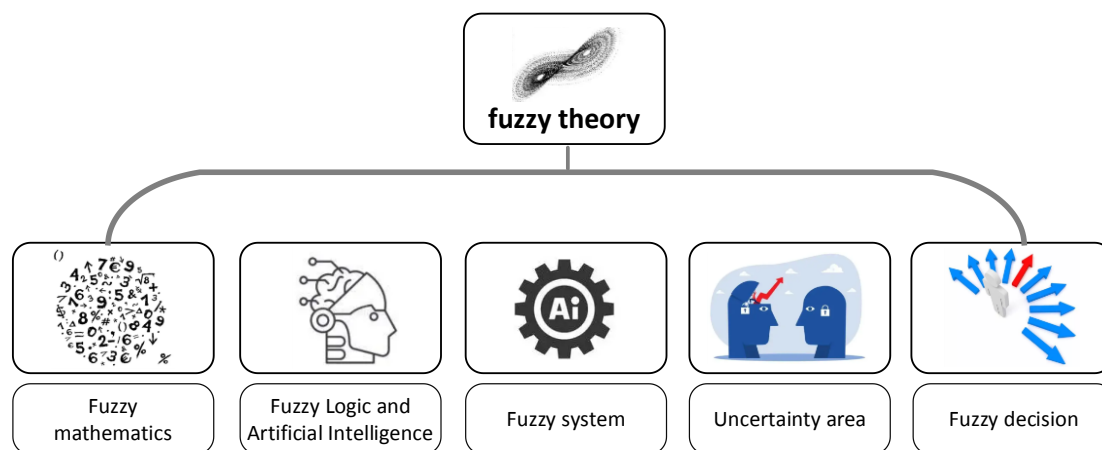 fuzzy theory
Ai
Fuzzy
mathematics
Fuzzy Logic and
Artificial Intelligence
Fuzzy system
Uncertainty area
Fuzzy decision